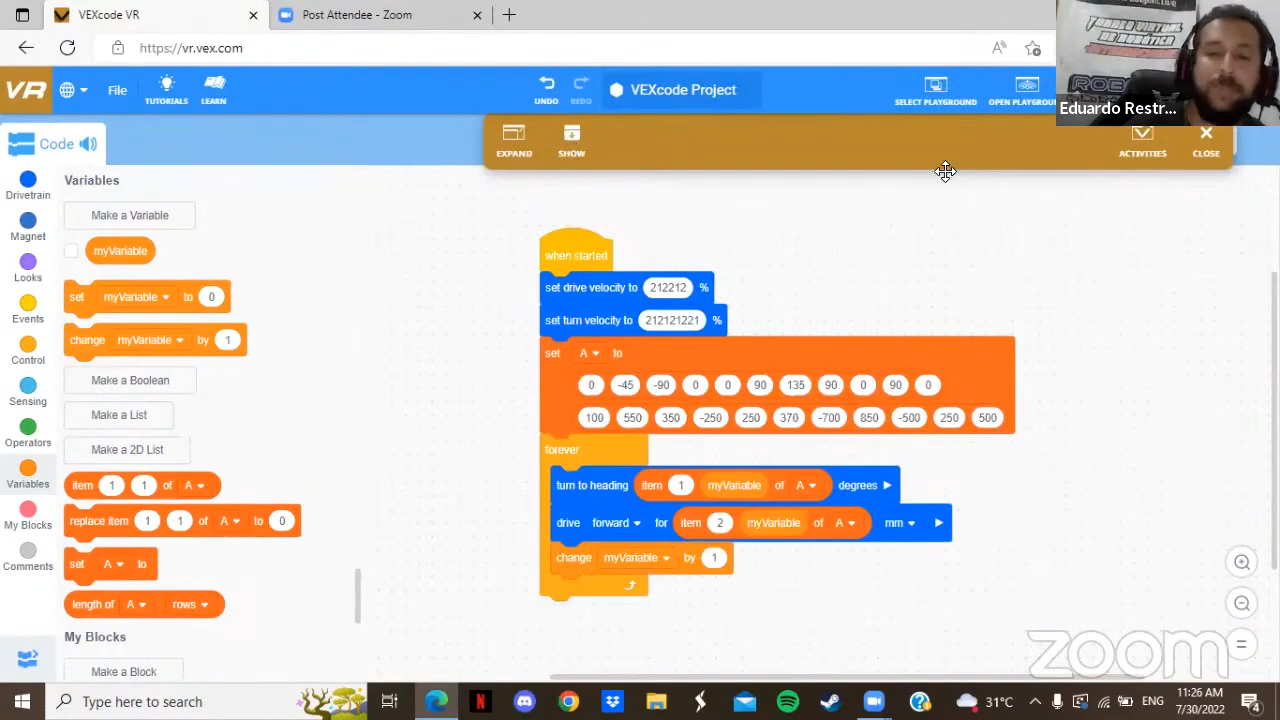 VEXcode VR
Post Attendee - Zoom
https://vr.vex.com
TORNEO VIRTUAL
DE ROBOTICA
Eduardo Restr...
VR
File
TUTORIALS
LEARN
UNDO
REDO
VEXcode Project
SELECT PLAYGROUND
OPEN PLAYGROU
Code
EXPAND
SHOW
ACTIVITIES
CLOSE
Drivetrain
Magnet
Looks
Events
Control
Sensing
Operators
Variables
My Blocks
Comments
Variables
Make a Variable
myVariable
set myVariable to 0
change myVariable by 1
Make a Boolean
Make a List
Make a 2D List
item 1 1 of A
replace item 1 1 of A to 0
set A to
length of A rows
My Blocks
Make a Block
when started
set drive velocity to 212212 %
set turn velocity to 212121221 %
set A to
0 -45 -90 0 0 90 135 90 0 90 0
100 550 350 -250 250 370 -700 850 -500 250 500
forever
turn to heading item 1 myVariable of A degrees
drive forward for item 2 myVariable of A mm
change myVariable by 1
zoom
Type here to search
31°C
ENG
11:26 AM
7/30/2022
4